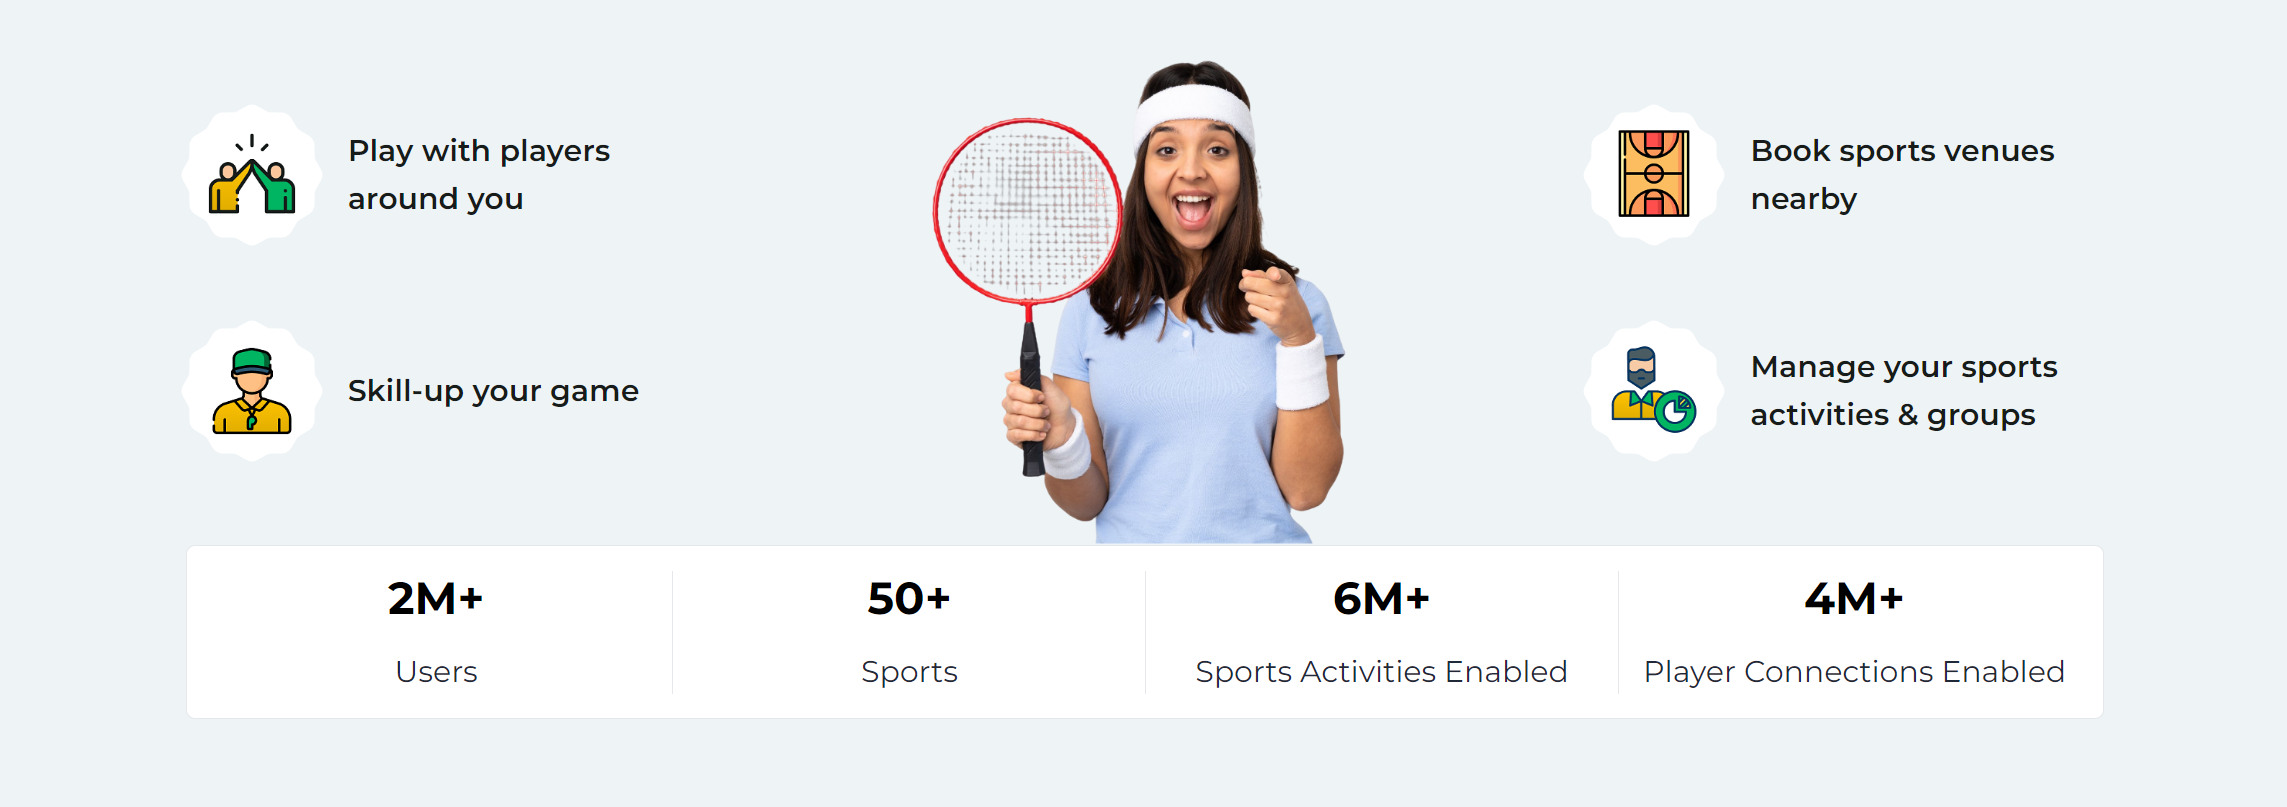 Play with players
around you
Skill-up your game
Book sports venues
nearby
Manage your sports
activities & groups
2M+
Users
50+
Sports
6M+
Sports Activities Enabled
4M+
Player Connections Enabled